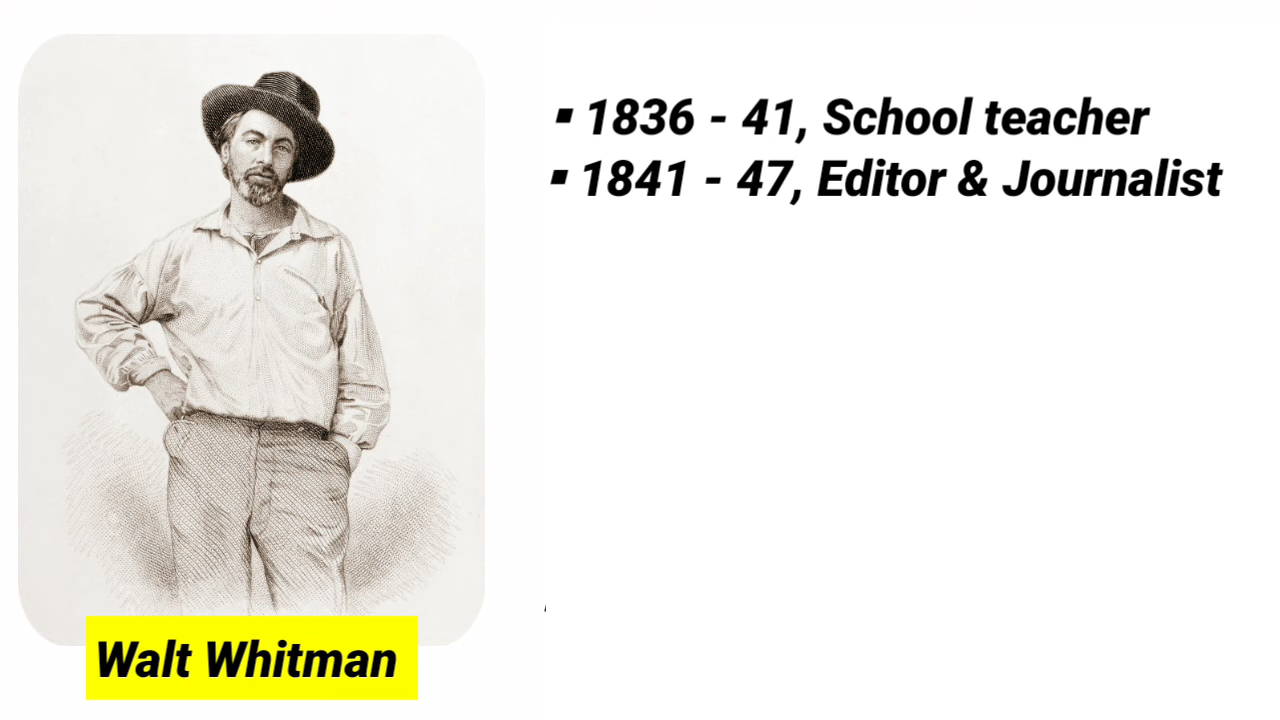 ▪ 1836 - 41, School teacher
▪ 1841 - 47, Editor & Journalist
Walt Whitman